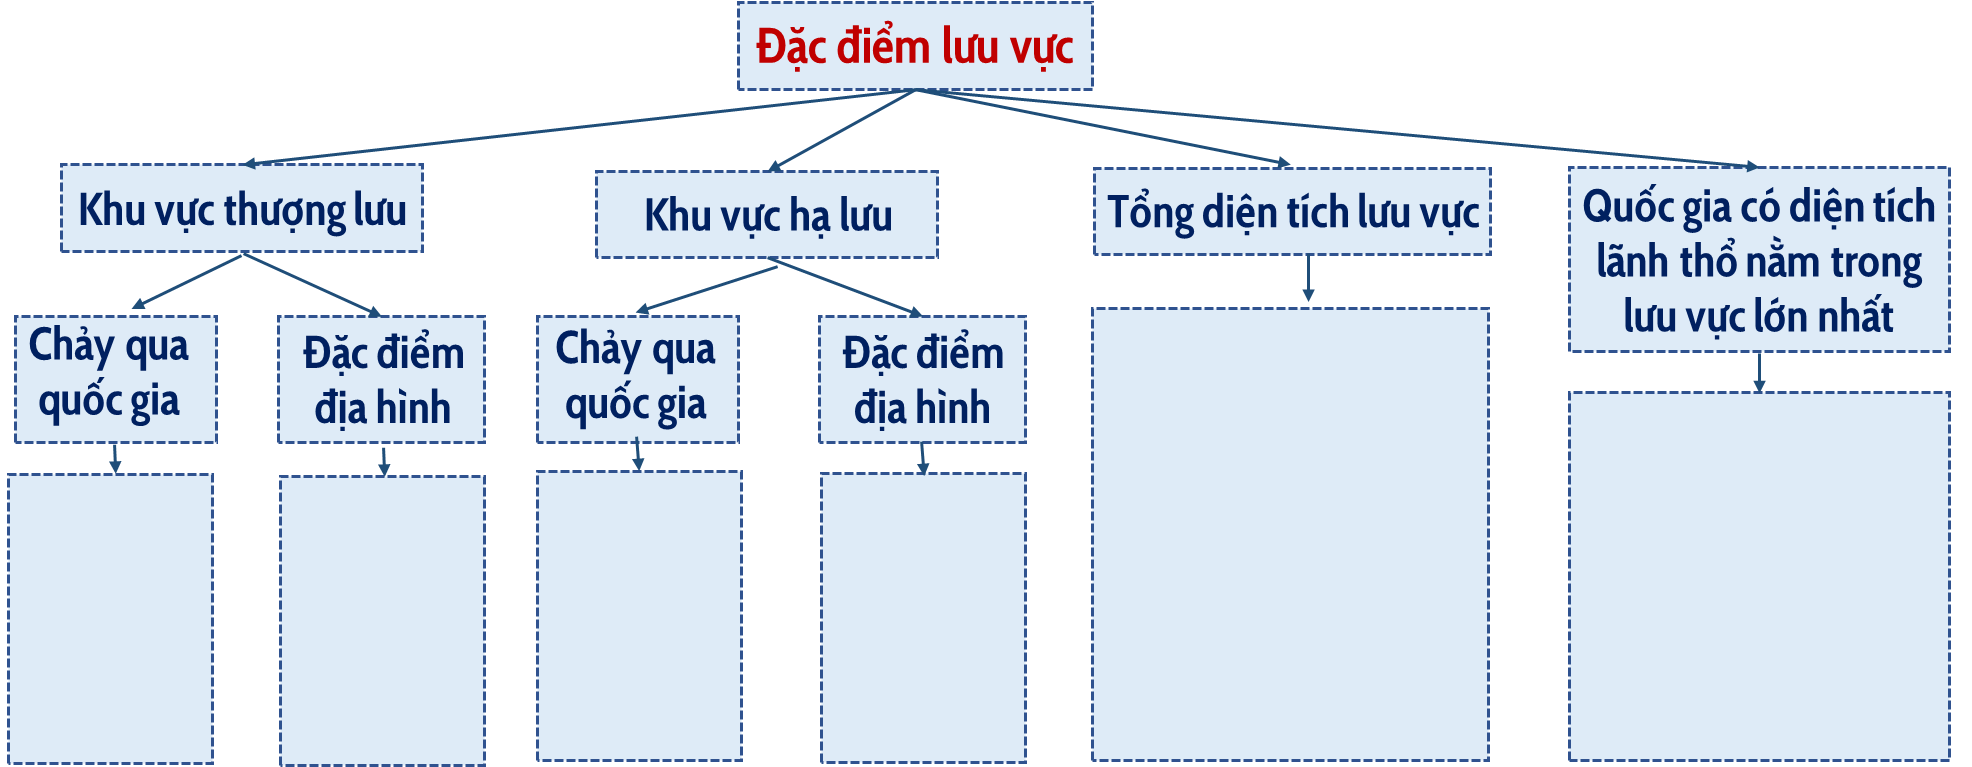 Đặc điểm lưu vực
Khu vực thượng lưu
Khu vực hạ lưu
Tổng diện tích lưu vực
Quốc gia có diện tích
lãnh thổ nằm trong
lưu vực lớn nhất
Chảy qua
quốc gia
Đặc điểm
địa hình
Chảy qua
quốc gia
Đặc điểm
địa hình